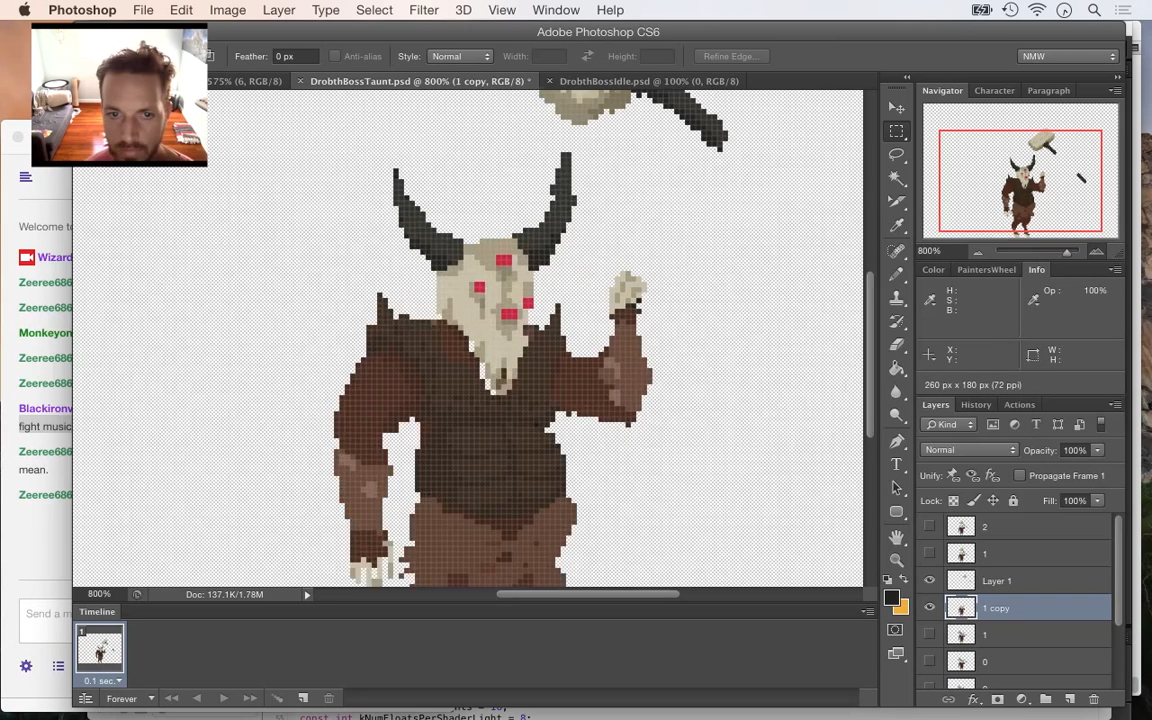 Photoshop File Edit Image Layer Type Select Filter 3D View Window Help
Adobe Photoshop CS6
Feather: 0 px Anti-alias Style: Normal Width: Height: Refine Edge... NMW
575% (6, RGB/8) × DrobthBossTaunt.psd @ 800% (1 copy, RGB/8) * × DrobthBossIdle.psd @ 100% (0, RGB/8)
Welcome to
Wizard
Zeeree686
Zeeree686
Monkeyon
Zeeree686
Zeeree686
Blackironv
fight music
Zeeree686
mean.
Zeeree686
Send a m
Navigator Character Paragraph
800%
Color PaintersWheel Info
H:
S:
B:
Op: 100%
X:
Y:
W:
H:
260 px x 180 px (72 ppi)
Layers History Actions
Kind
Normal Opacity: 100%
Unify: Propagate Frame 1
Lock: Fill: 100%
2
1
Layer 1
1 copy
1
0
800% Doc: 137.1K/1.78M
Timeline
1
0.1 sec.
Forever
const int kNumFloatsPerShaderLight = 8;